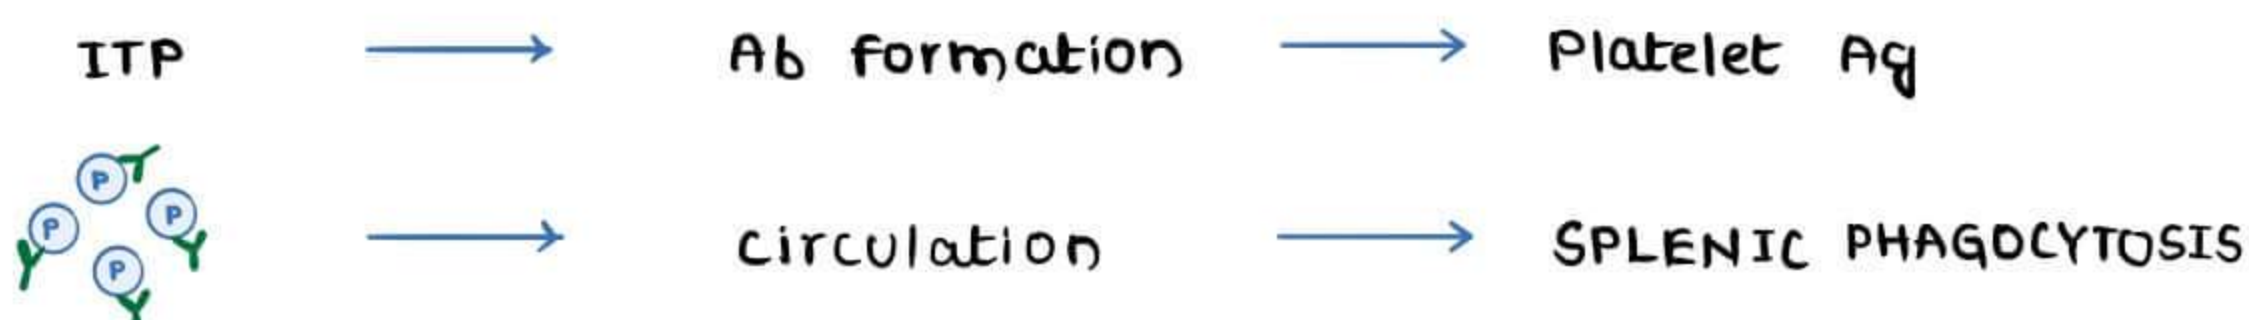 ITP → Ab formation → Platelet Ag
P
P
P
P
→ circulation → SPLENIC PHAGOCYTOSIS